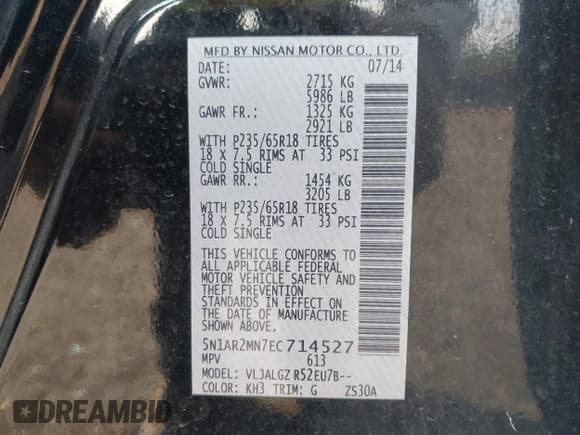 MFD BY NISSAN MOTOR CO., LTD.
DATE: 07/14
GVWR: 2715 KG
5986 LB
GAWR FR.: 1325 KG
2921 LB
WITH P235/65R18 TIRES
18 X 7.5 RIMS AT 33 PSI
COLD SINGLE
GAWR RR.: 1454 KG
3205 LB
WITH P235/65R18 TIRES
18 X 7.5 RIMS AT 33 PSI
COLD SINGLE
THIS VEHICLE CONFORMS TO
ALL APPLICABLE FEDERAL
MOTOR VEHICLE SAFETY AND
THEFT PREVENTION
STANDARDS IN EFFECT ON
THE DATE OF MANUFACTURE
SHOWN ABOVE.
5N1AR2MN7EC714527
MPV 613
MODEL: VLJALGZ R52EU7B--
COLOR: KH3 TRIM: G ZS30A
DREAMBID